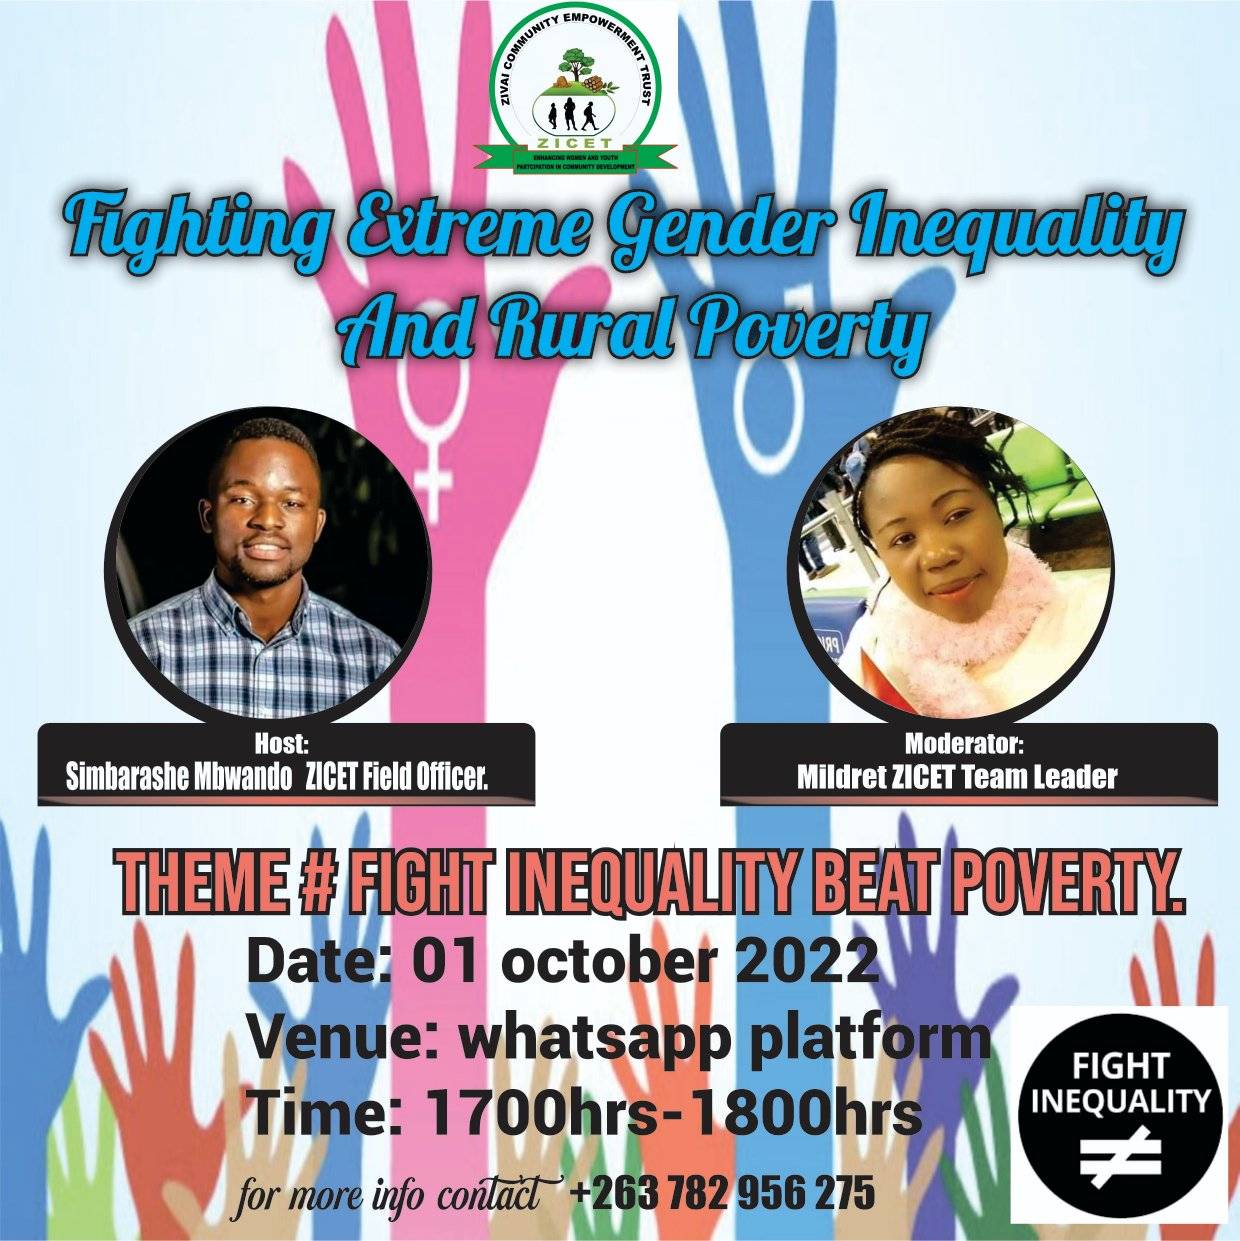 ZIVAI COMMUNITY EMPOWERMENT TRUST
ZICET
ENHANCING WOMEN AND YOUTH
PARTCIPATION IN COMMUNITY DEVELOPMENT
Fighting Extreme Gender Inequality
And Rural Poverty
Host:
Simbarashe Mbwando ZICET Field Officer.
Moderator:
Mildret ZICET Team Leader
THEME # FIGHT INEQUALITY BEAT POVERTY.
Date: 01 october 2022
Venue: whatsapp platform
Time: 1700hrs-1800hrs
for more info contact +263 782 956 275
FIGHT
INEQUALITY
≠